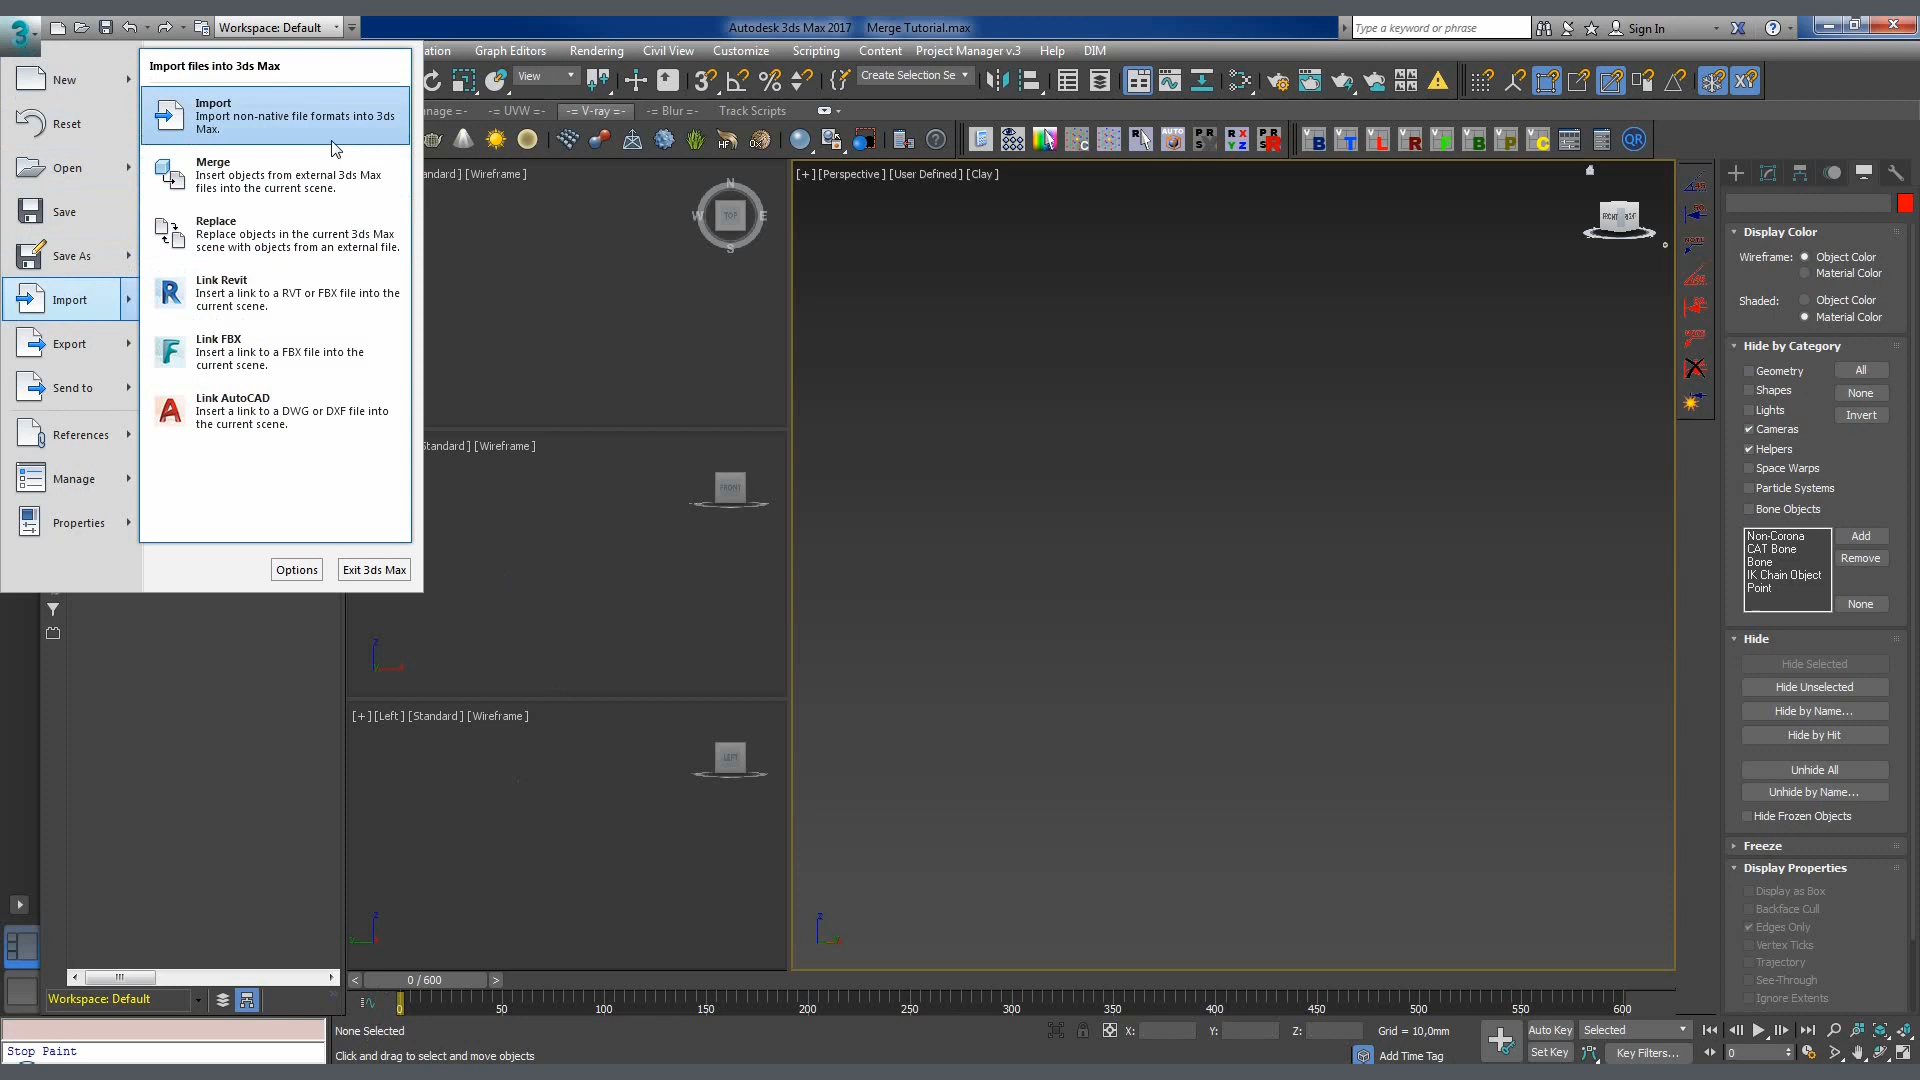 Workspace: Default
Autodesk 3ds Max 2017    Merge Tutorial.max
Type a keyword or phrase
Sign In
ation
Graph Editors
Rendering
Civil View
Customize
Scripting
Content
Project Manager v.3
Help
DIM
View
Create Selection Se
-= UVW =-
-= V-ray =-
-= Blur =-
Track Scripts
Import files into 3ds Max
Import
Import non-native file formats into 3ds
Max.
Merge
Insert objects from external 3ds Max
files into the current scene.
Replace
Replace objects in the current 3ds Max
scene with objects from an external file.
Link Revit
Insert a link to a RVT or FBX file into the
current scene.
Link FBX
Insert a link to a FBX file into the
current scene.
Link AutoCAD
Insert a link to a DWG or DXF file into
the current scene.
Options
Exit 3ds Max
New
Reset
Open
Save
Save As
Import
Export
Send to
References
Manage
Properties
andard ] [Wireframe ]
N
W
TOP
E
S
Standard ] [Wireframe ]
FRONT
[+] [Left ] [Standard ] [Wireframe ]
LEFT
[+] [Perspective ] [User Defined ] [Clay ]
Display Color
Wireframe:
Object Color
Material Color
Shaded:
Object Color
Material Color
Hide by Category
Geometry
All
Shapes
None
Lights
Invert
Cameras
Helpers
Space Warps
Particle Systems
Bone Objects
Non-Corona
CAT Bone
Bone
IK Chain Object
Point
Add
Remove
None
Hide
Hide Selected
Hide Unselected
Hide by Name...
Hide by Hit
Unhide All
Unhide by Name...
Hide Frozen Objects
Freeze
Display Properties
Display as Box
Backface Cull
Edges Only
Vertex Ticks
Trajectory
See-Through
Ignore Extents
0 / 600
Workspace: Default
0 50 100 150 200 250 300 350 400 450 500 550 600
Stop Paint
None Selected
Click and drag to select and move objects
X:
Y:
Z:
Grid = 10,0mm
Add Time Tag
Auto Key
Selected
Set Key
Key Filters...
0